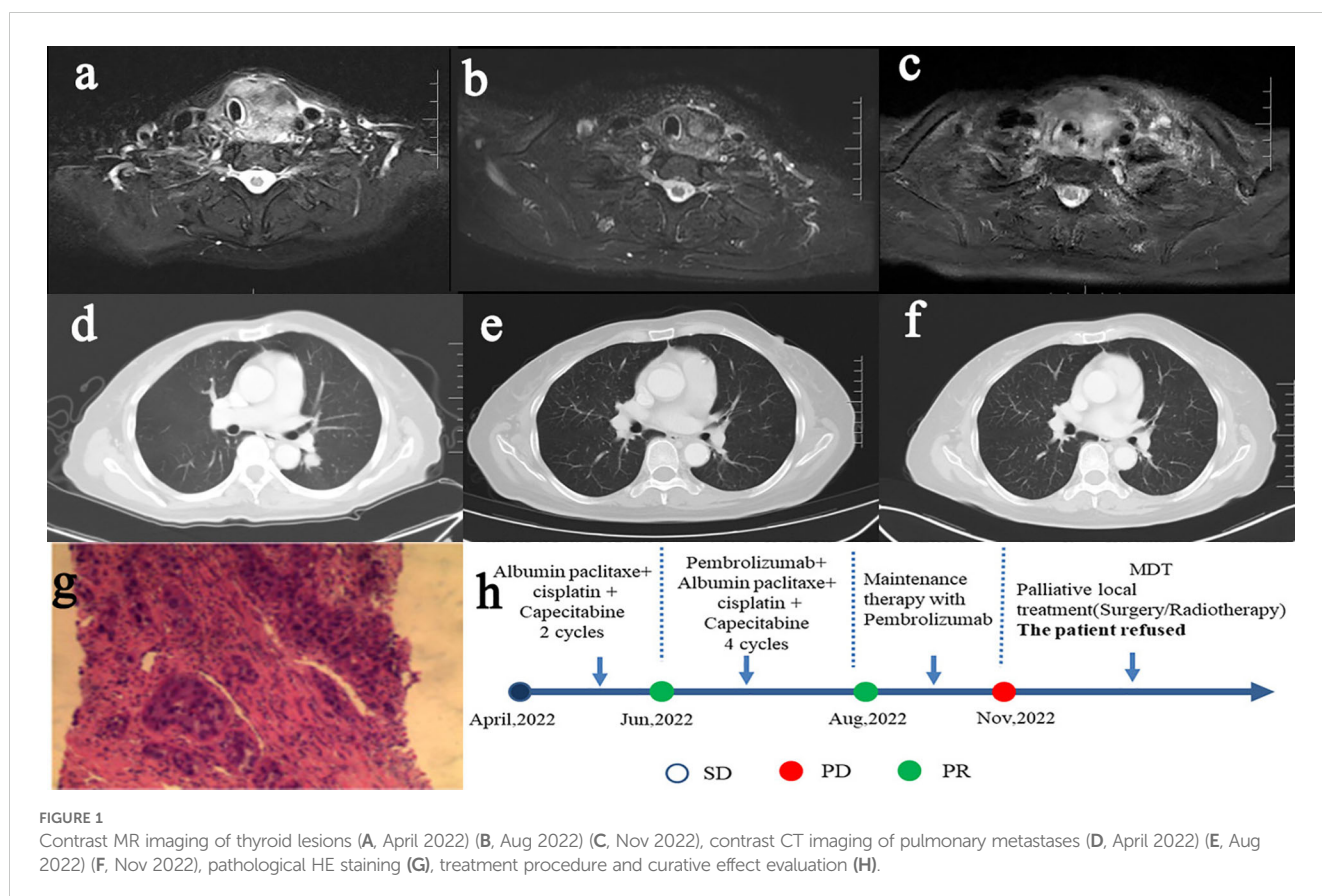 a
b
c
d
e
f
g
h
Albumin paclitaxe+
cisplatin +
Capecitabine
2 cycles
Pembrolizumab+
Albumin paclitaxe+
cisplatin +
Capecitabine
4 cycles
Maintenance
therapy with
Pembrolizumab
MDT
Palliative local
treatment(Surgery/Radiotherapy)
The patient refused
April,2022
Jun,2022
Aug,2022
Nov,2022
SD
PD
PR
FIGURE 1
Contrast MR imaging of thyroid lesions (A, April 2022) (B, Aug 2022) (C, Nov 2022), contrast CT imaging of pulmonary metastases (D, April 2022) (E, Aug
2022) (F, Nov 2022), pathological HE staining (G), treatment procedure and curative effect evaluation (H).